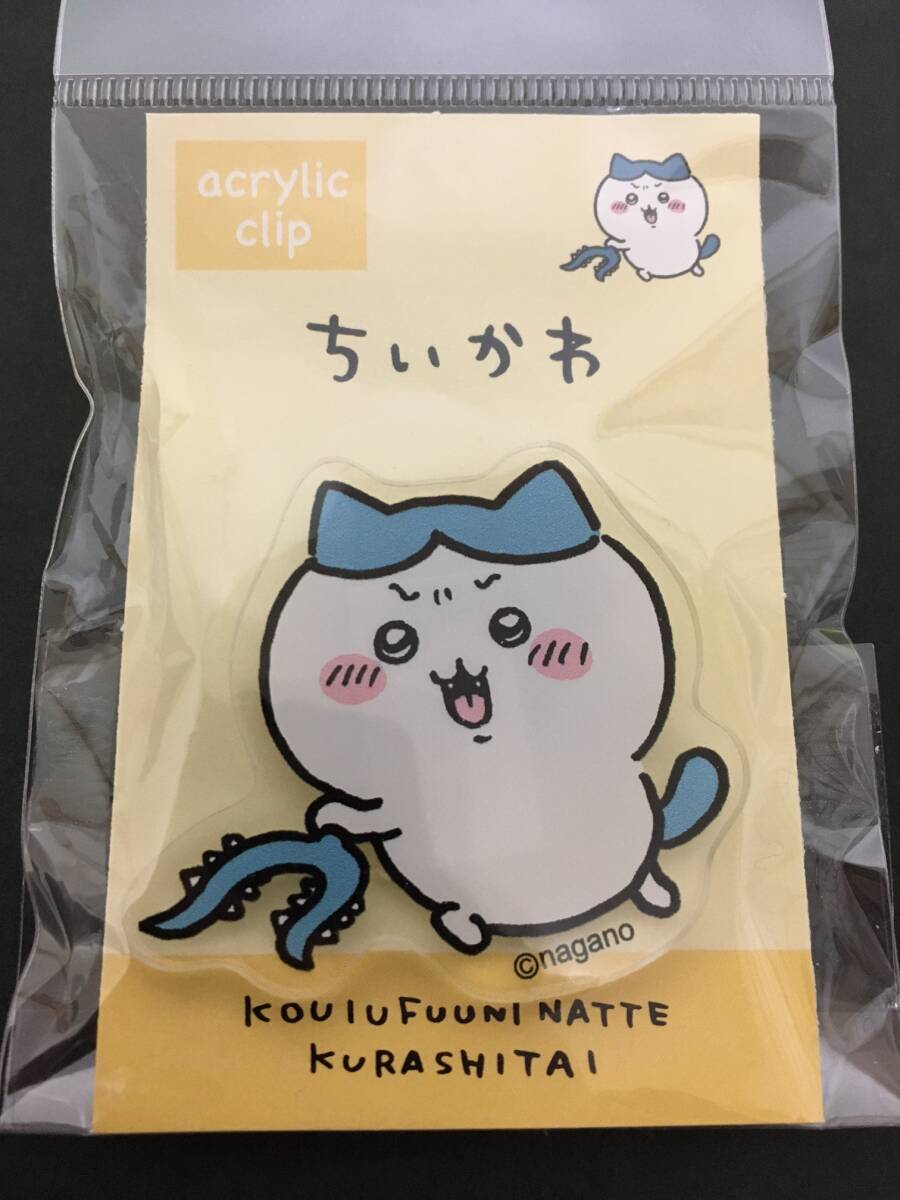 acrylic
clip
ちいかわ
©nagano
KOUIUFUUNI NATTE
KURASHITAI